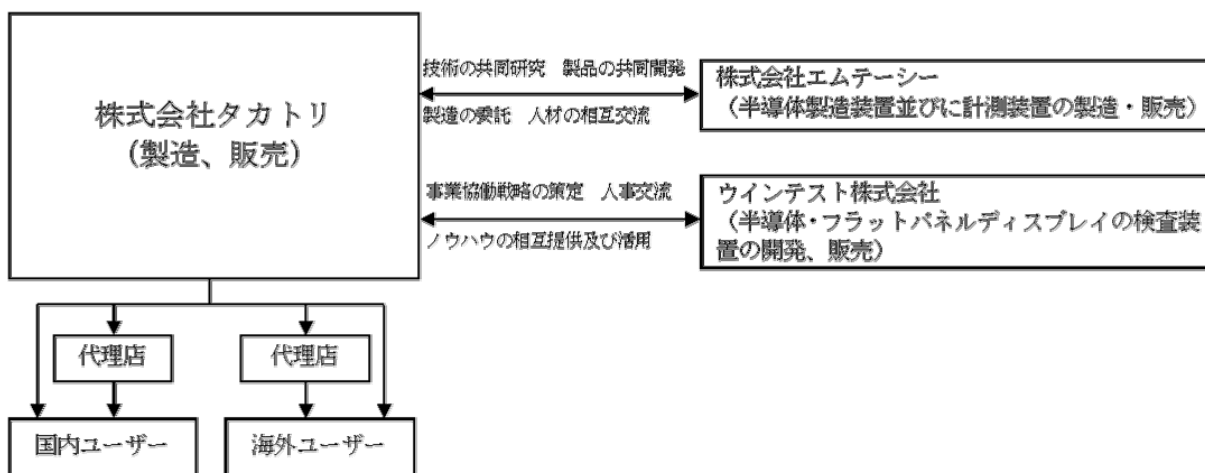 株式会社タカトリ
（製造、販売）
技術の共同研究　製品の共同開発
製造の委託　人材の相互交流
株式会社エムテーシー
（半導体製造装置並びに計測装置の製造・販売）
事業協働戦略の策定　人事交流
ノウハウの相互提供及び活用
ウインテスト株式会社
（半導体・フラットパネルディスプレイの検査装
置の開発、販売）
代理店
代理店
国内ユーザー
海外ユーザー